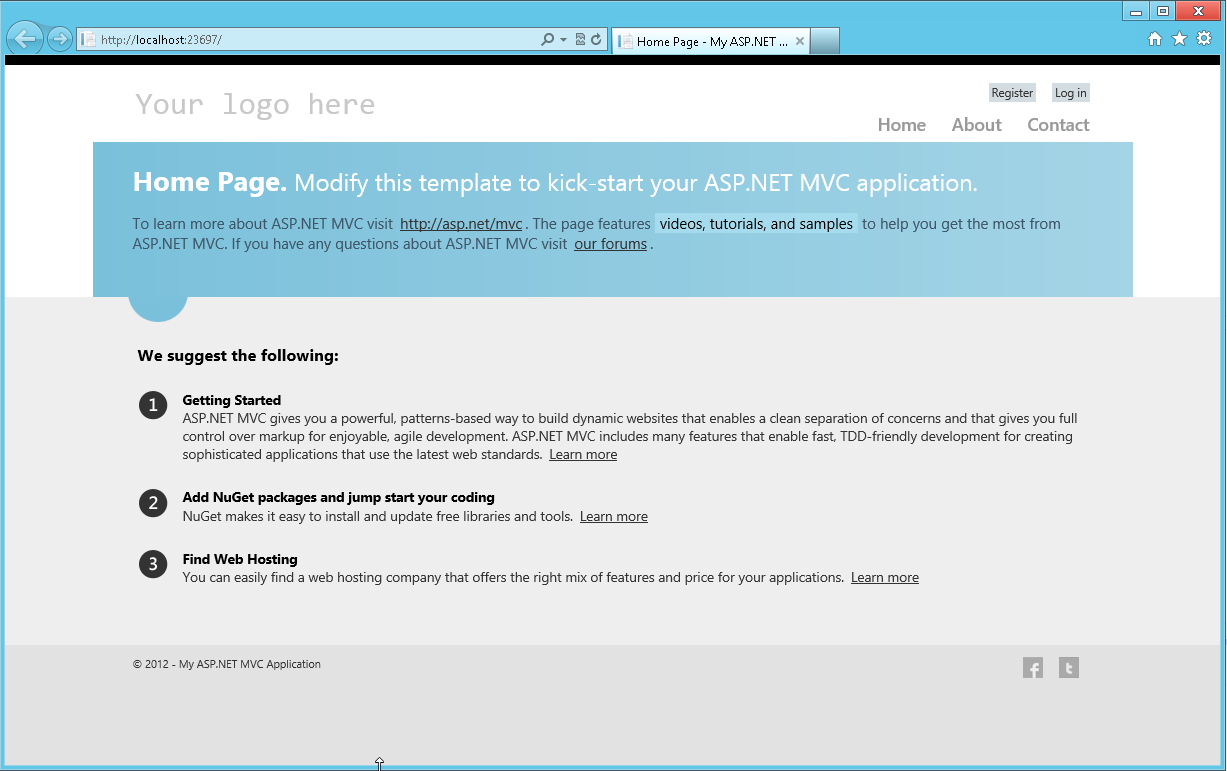 http://localhost:23697/
Home Page - My ASP.NET ...
Your logo here
Register Log in
Home About Contact
Home Page. Modify this template to kick-start your ASP.NET MVC application.
To learn more about ASP.NET MVC visit http://asp.net/mvc . The page features videos, tutorials, and samples to help you get the most from
ASP.NET MVC. If you have any questions about ASP.NET MVC visit our forums .
We suggest the following:
1 Getting Started
ASP.NET MVC gives you a powerful, patterns-based way to build dynamic websites that enables a clean separation of concerns and that gives you full
control over markup for enjoyable, agile development. ASP.NET MVC includes many features that enable fast, TDD-friendly development for creating
sophisticated applications that use the latest web standards. Learn more
2 Add NuGet packages and jump start your coding
NuGet makes it easy to install and update free libraries and tools. Learn more
3 Find Web Hosting
You can easily find a web hosting company that offers the right mix of features and price for your applications. Learn more
© 2012 - My ASP.NET MVC Application